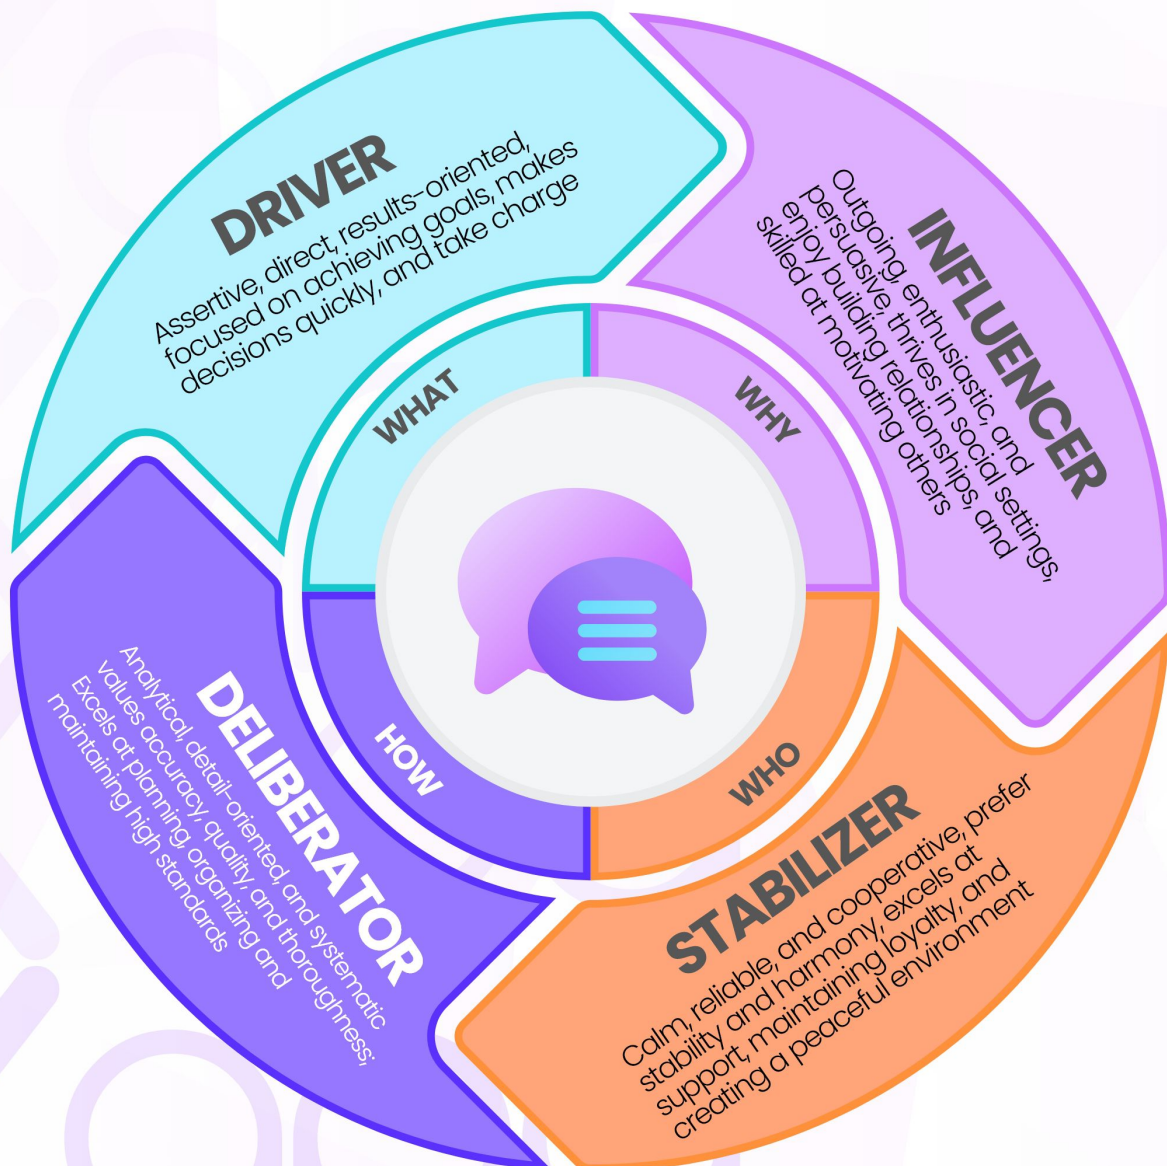 DRIVER
Assertive, direct, results-oriented,
focused on achieving goals, makes
decisions quickly, and take charge
WHAT
INFLUENCER
Outgoing, enthusiastic, and
persuasive, thrives in social settings,
enjoy building relationships, and
skilled at motivating others
WHY
STABILIZER
Calm, reliable, and cooperative, prefer
stability and harmony, excels at
support, maintaining loyalty, and
creating a peaceful environment
WHO
DELIBERATOR
Analytical, detail-oriented, and systematic
values accuracy, quality, and thoroughness;
Excels at planning, organizing and
maintaining high standards
HOW